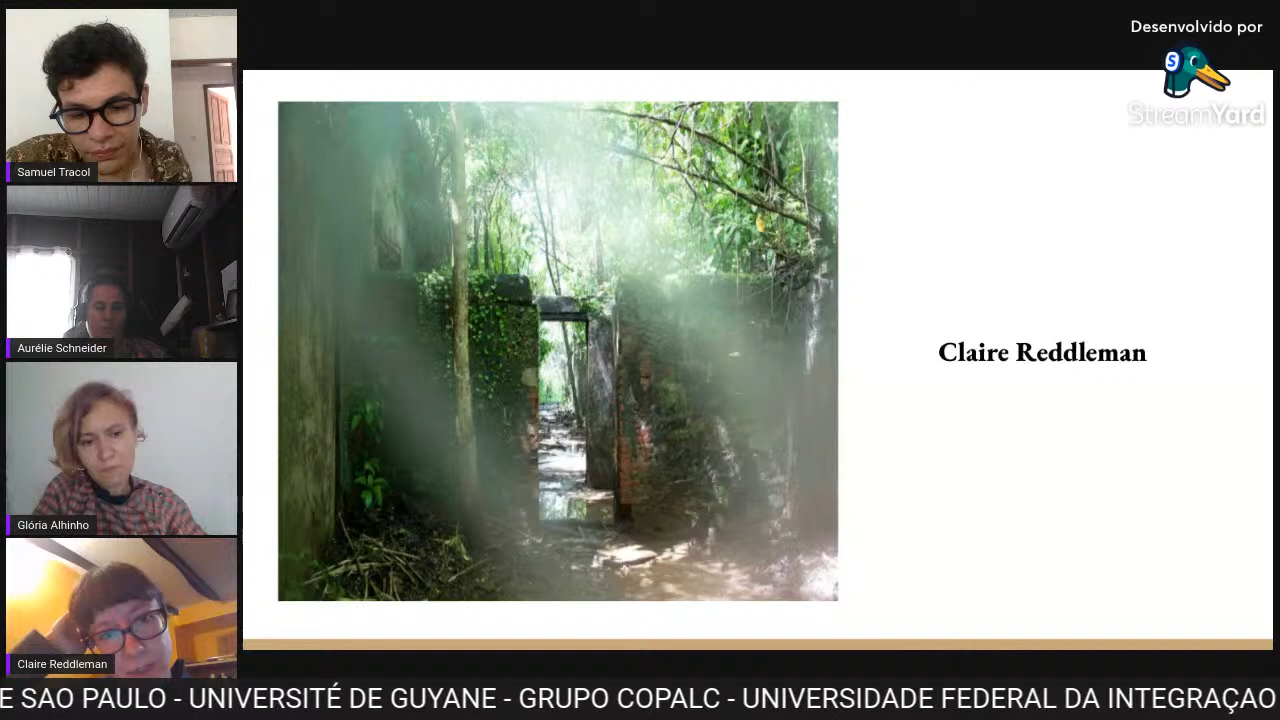 Desenvolvido por
S
StreamYard
Samuel Tracol
Aurélie Schneider
Glória Alhinho
Claire Reddleman
Claire Reddleman
E SAO PAULO - UNIVERSITÉ DE GUYANE - GRUPO COPALC - UNIVERSIDADE FEDERAL DA INTEGRAÇAO